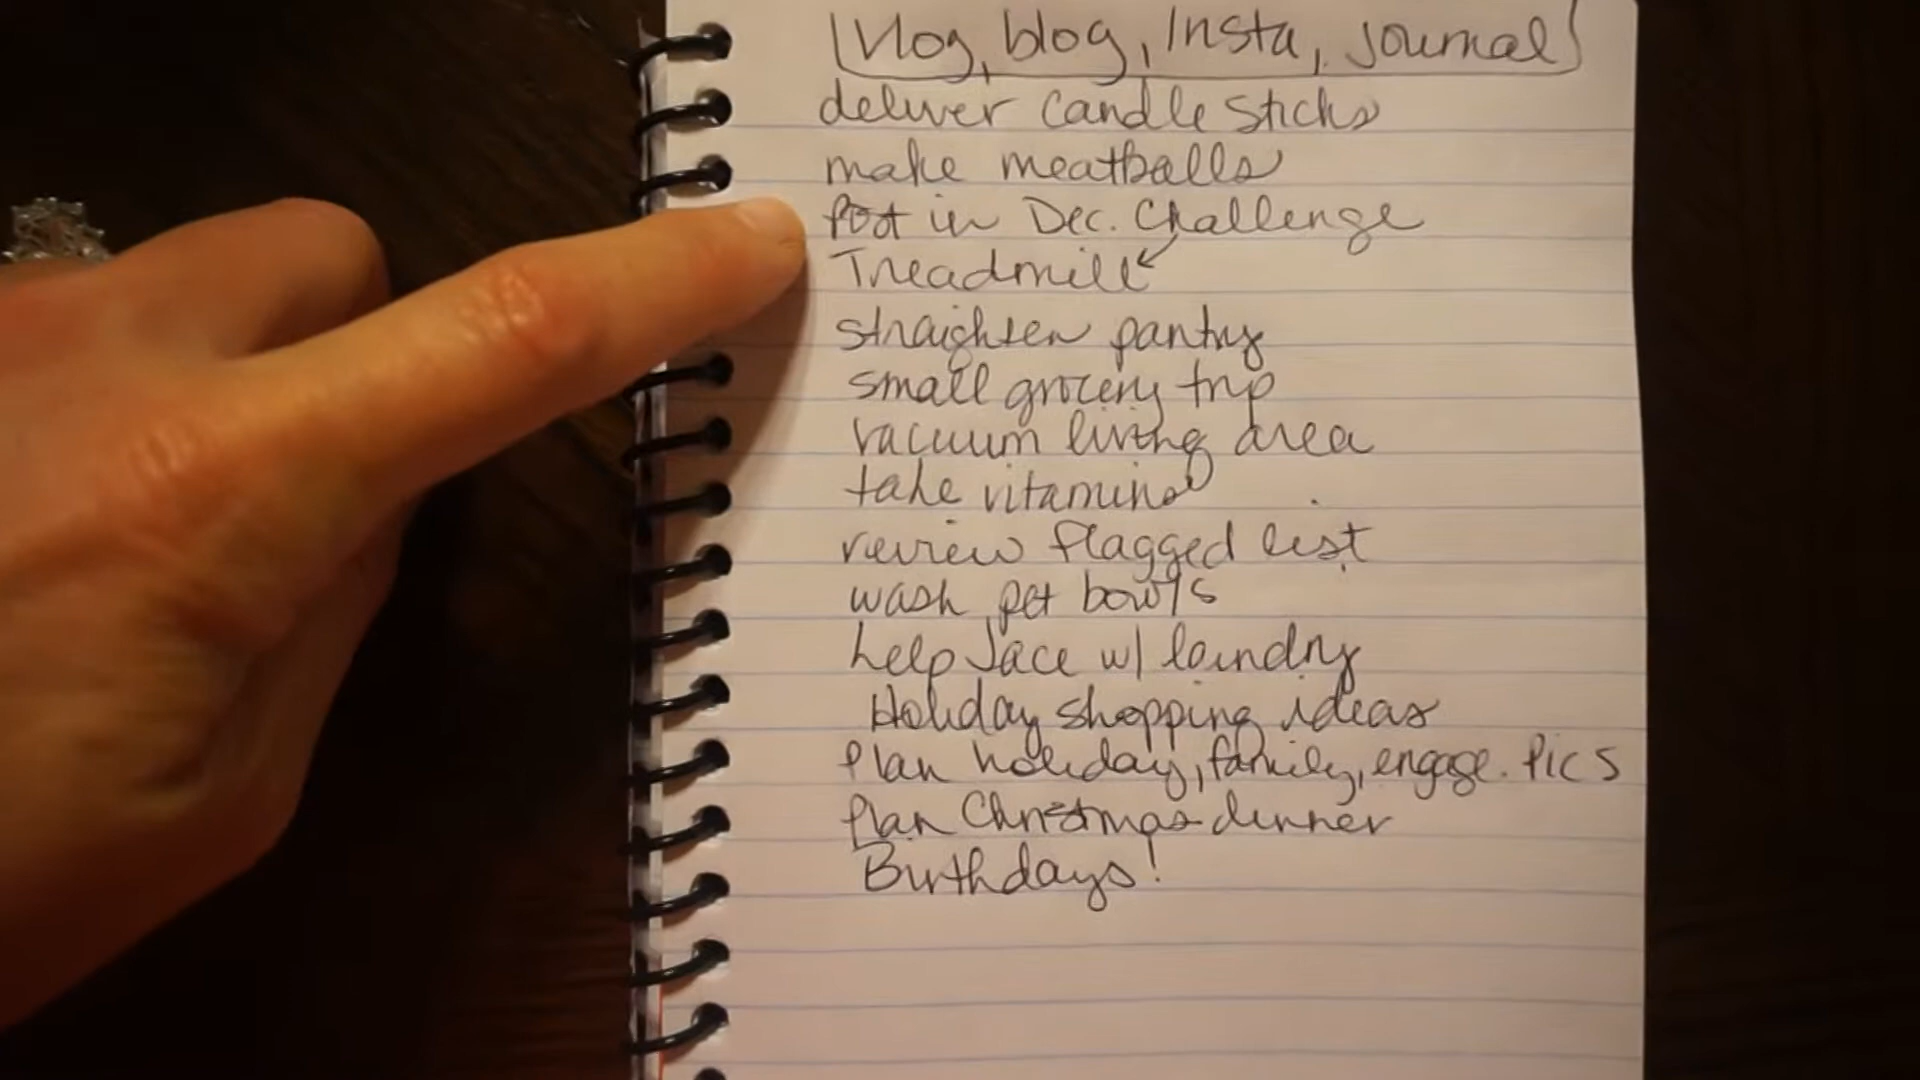 Vlog, blog, Insta, Journal
deliver candle sticks
make meatballs
Post in Dec. Challenge
Treadmill
straighten pantry
small grocery trip
vacuum living area
take vitamins
review flagged list
wash pet bowls
help Jace w/ laundry
Holiday shopping ideas
Plan holiday, family, engage. Pics
Plan Christmas dinner
Birthdays!